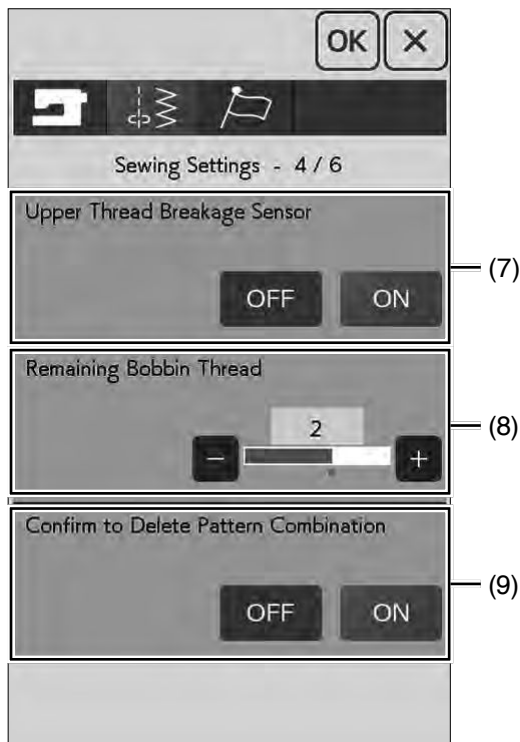 OK
Sewing Settings - 4 / 6
Upper Thread Breakage Sensor
OFF ON
(7)
Remaining Bobbin Thread
2
- +
(8)
Confirm to Delete Pattern Combination
OFF ON
(9)